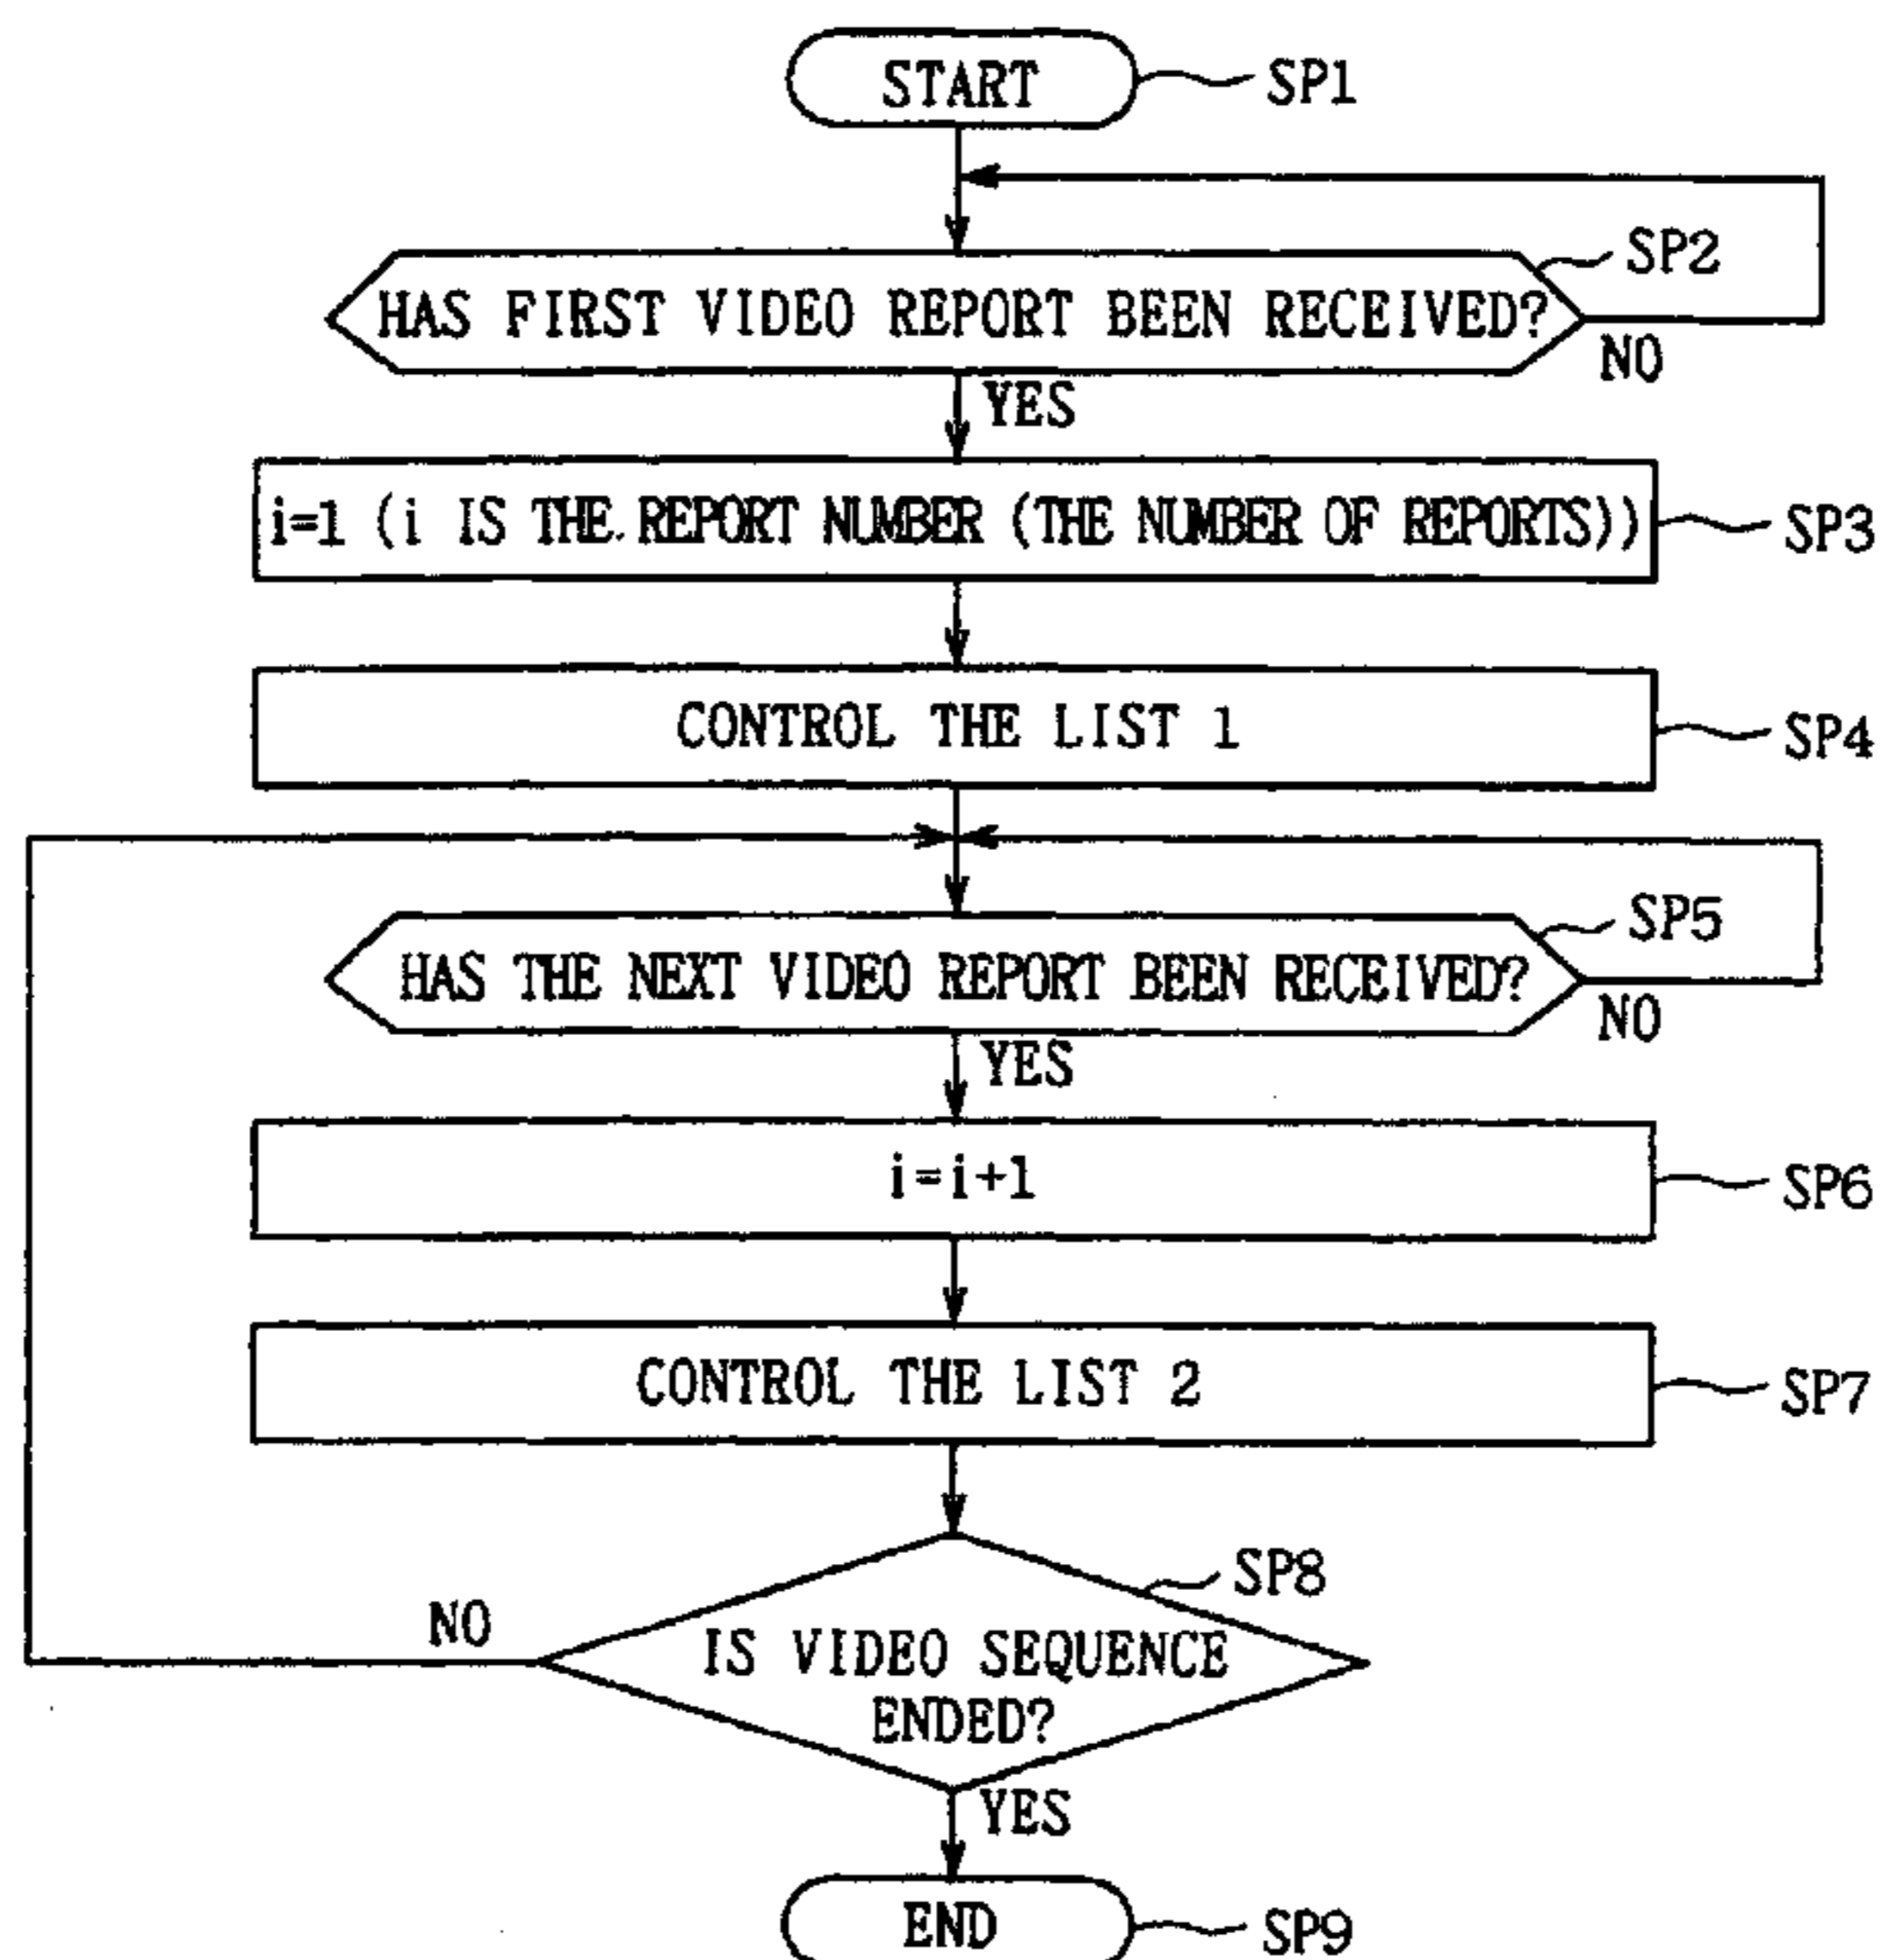 START
SP1
SP2
HAS FIRST VIDEO REPORT BEEN RECEIVED?
NO
YES
i=1 (i IS THE REPORT NUMBER (THE NUMBER OF REPORTS))
SP3
CONTROL THE LIST 1
SP4
SP5
HAS THE NEXT VIDEO REPORT BEEN RECEIVED?
NO
YES
i=i+1
SP6
CONTROL THE LIST 2
SP7
SP8
NO
IS VIDEO SEQUENCE
ENDED?
YES
END
SP9